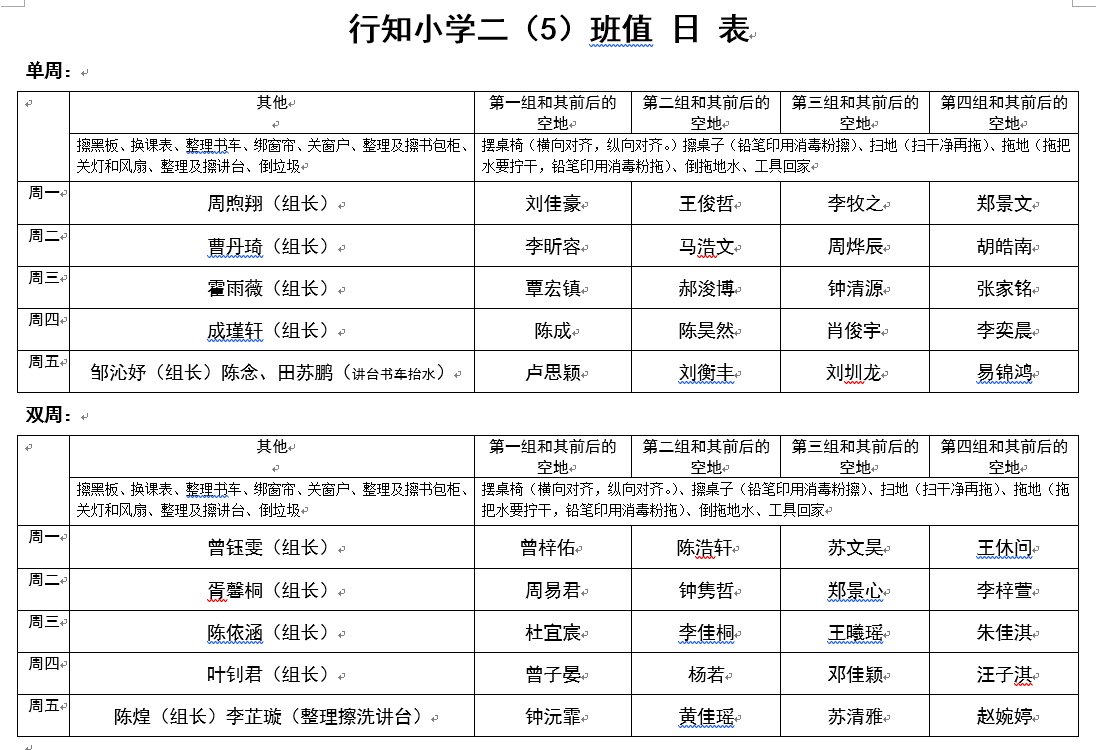 行知小学二（5）班值 日 表
单周：
其他 第一组和其前后的 第二组和其前后的 第三组和其前后的 第四组和其前后的
空地 空地 空地 空地
擦黑板、换课表、整理书车、绑窗帘、关窗户、整理及擦书包柜、 摆桌椅（横向对齐，纵向对齐。）擦桌子（铅笔印用消毒粉擦）、扫地（扫干净再拖）、拖地（拖把
关灯和风扇、整理及擦讲台、倒垃圾 水要拧干，铅笔印用消毒粉拖）、倒拖地水、工具回家
周一 周煦翔（组长） 刘佳豪 王俊哲 李牧之 郑景文
周二 曹丹琦（组长） 李昕容 马浩文 周烨辰 胡皓南
周三 霍雨薇（组长） 覃宏镇 郝浚博 钟清源 张家铭
周四 成瑾轩（组长） 陈成 陈昊然 肖俊宇 李奕晨
周五 邹沁妤（组长）陈念、田苏鹏（讲台书车抬水） 卢思颖 刘衡丰 刘圳龙 易锦鸿
双周：
其他 第一组和其前后的 第二组和其前后的 第三组和其前后的 第四组和其前后的
空地 空地 空地 空地
擦黑板、换课表、整理书车、绑窗帘、关窗户、整理及擦书包柜、 摆桌椅（横向对齐，纵向对齐。）、擦桌子（铅笔印用消毒粉擦）、扫地（扫干净再拖）、拖地（拖
关灯和风扇、整理及擦讲台、倒垃圾 把水要拧干，铅笔印用消毒粉拖）、倒拖地水、工具回家
周一 曾钰雯（组长） 曾梓佑 陈浩轩 苏文昊 王休问
周二 胥馨桐（组长） 周易君 钟隽哲 郑景心 李梓萱
周三 陈依涵（组长） 杜宜宸 李佳桐 王曦瑶 朱佳淇
周四 叶钊君（组长） 曾子晏 杨若 邓佳颖 汪子淇
周五 陈煌（组长）李芷璇（整理擦洗讲台） 钟沅霏 黄佳瑶 苏清雅 赵婉婷